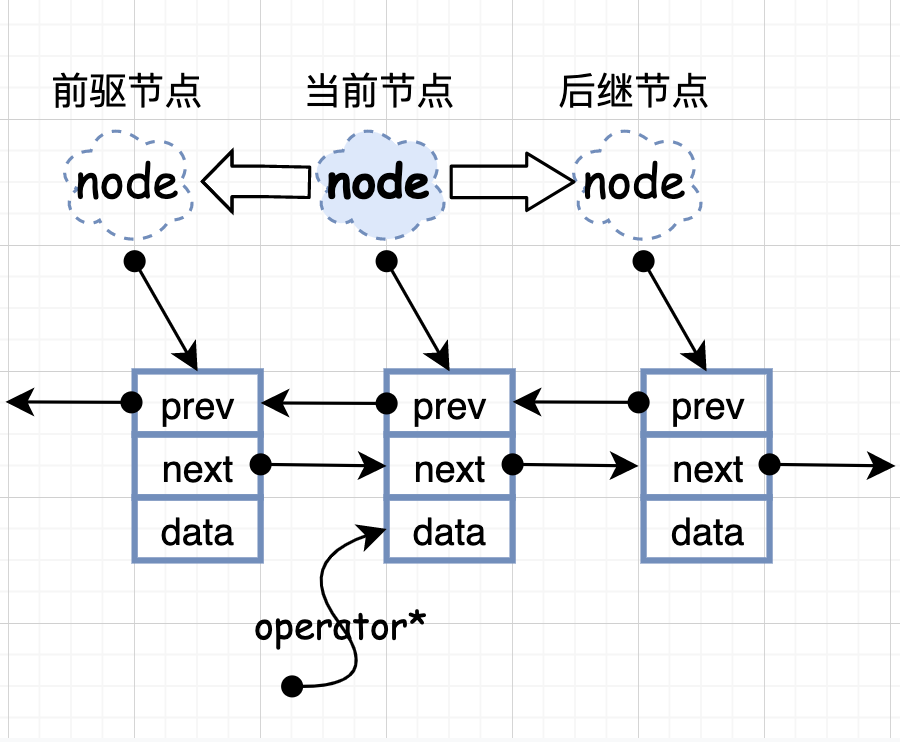 前驱节点 当前节点 后继节点
node node node
prev prev prev
next next next
data data data
operator*